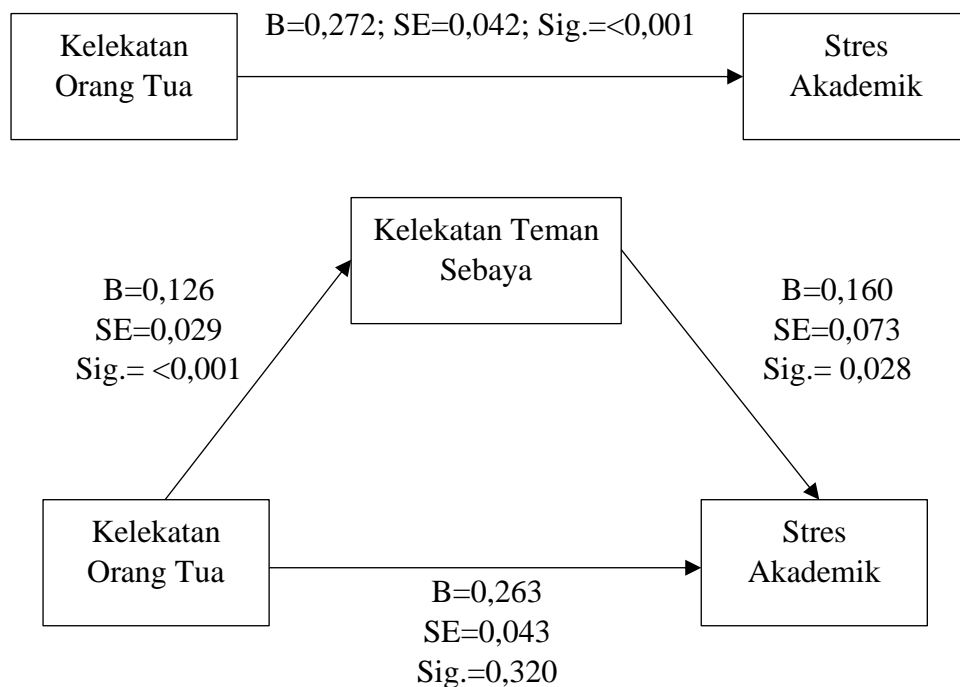 B=0,272; SE=0,042; Sig.=<0,001
Kelekatan
Orang Tua
Stres
Akademik
Kelekatan Teman
Sebaya
B=0,126
SE=0,029
Sig.= <0,001
B=0,160
SE=0,073
Sig.= 0,028
Kelekatan
Orang Tua
Stres
Akademik
B=0,263
SE=0,043
Sig.=0,320